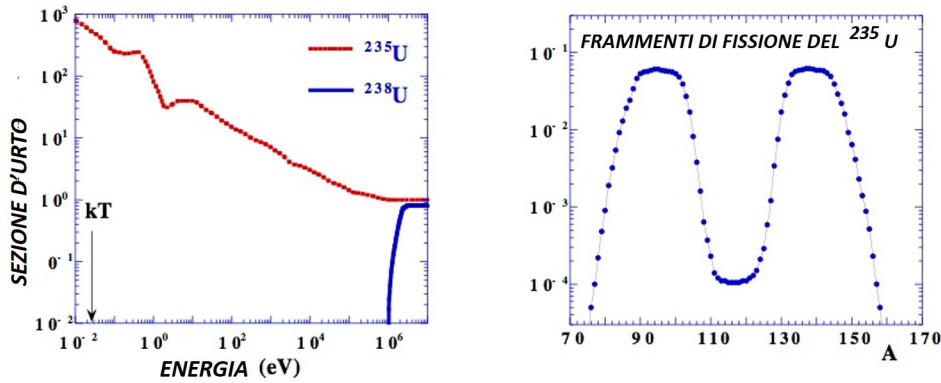 SEZIONE D'URTO
10³
10²
10¹
10⁰
10⁻¹
10⁻²
²³⁵U
²³⁸U
kT
10⁻² 10⁰ 10² 10⁴ 10⁶
ENERGIA (eV)
FRAMMENTI DI FISSIONE DEL ²³⁵U
10⁻¹
10⁻²
10⁻³
10⁻⁴
70 90 110 130 150 170
A